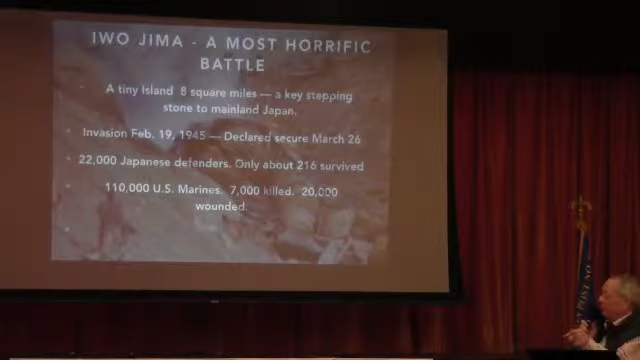 IWO JIMA - A MOST HORRIFIC
BATTLE
A tiny Island 8 square miles — a key stepping
stone to mainland Japan.
Invasion Feb. 19, 1945 — Declared secure March 26
22,000 Japanese defenders. Only about 216 survived
110,000 U.S. Marines. 7,000 killed. 20,000
wounded.
POST NO